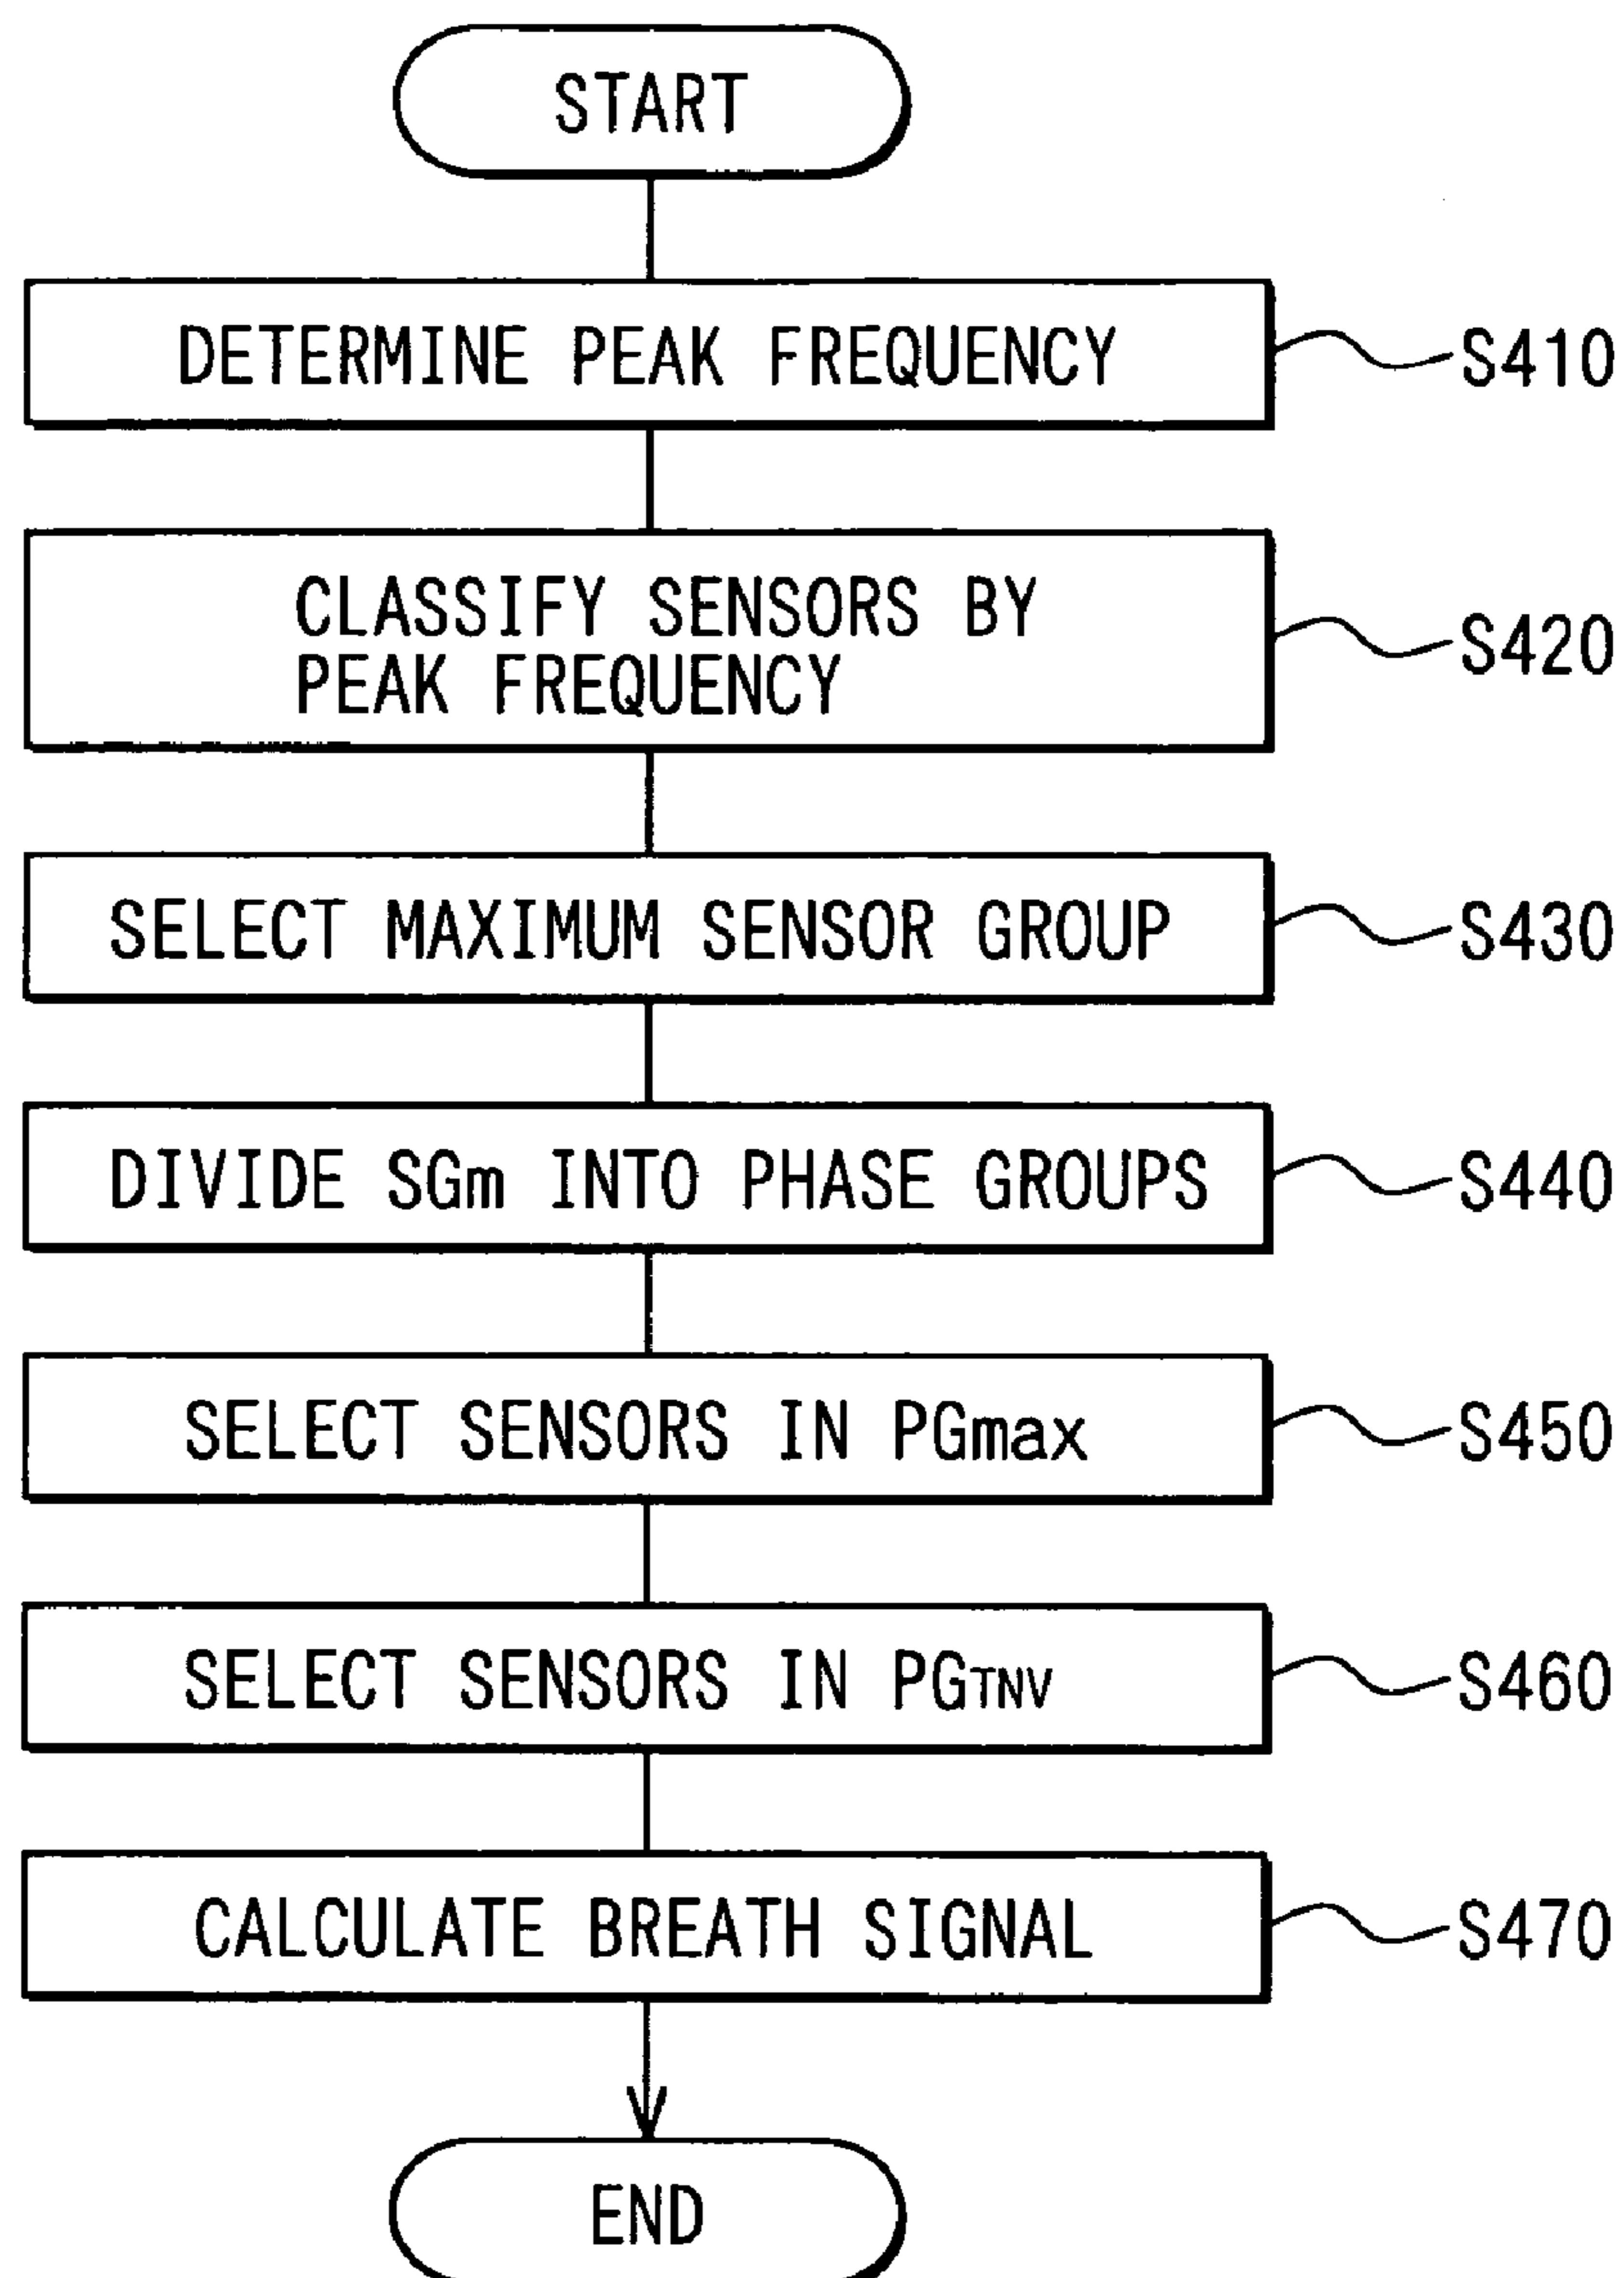 START
DETERMINE PEAK FREQUENCY
S410
CLASSIFY SENSORS BY
PEAK FREQUENCY
S420
SELECT MAXIMUM SENSOR GROUP
S430
DIVIDE SGm INTO PHASE GROUPS
S440
SELECT SENSORS IN PGmax
S450
SELECT SENSORS IN PGTNV
S460
CALCULATE BREATH SIGNAL
S470
END